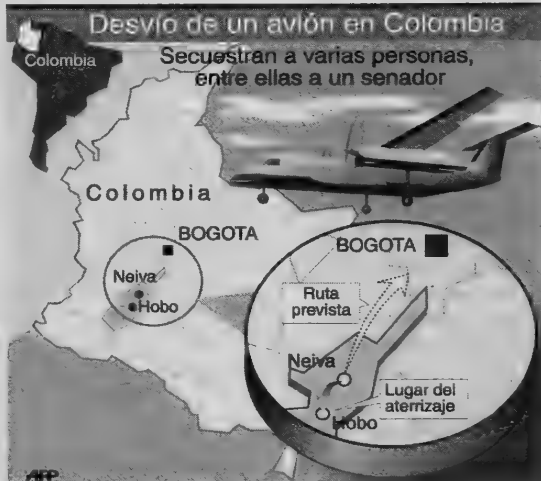 Desvío de un avión en Colombia
Colombia
Secuestran a varias personas,
entre ellas a un senador
Colombia
BOGOTA
Neiva
Hobo
BOGOTA
Ruta
prevista
Neiva
Lugar del
aterrizaje
Hobo
AFP